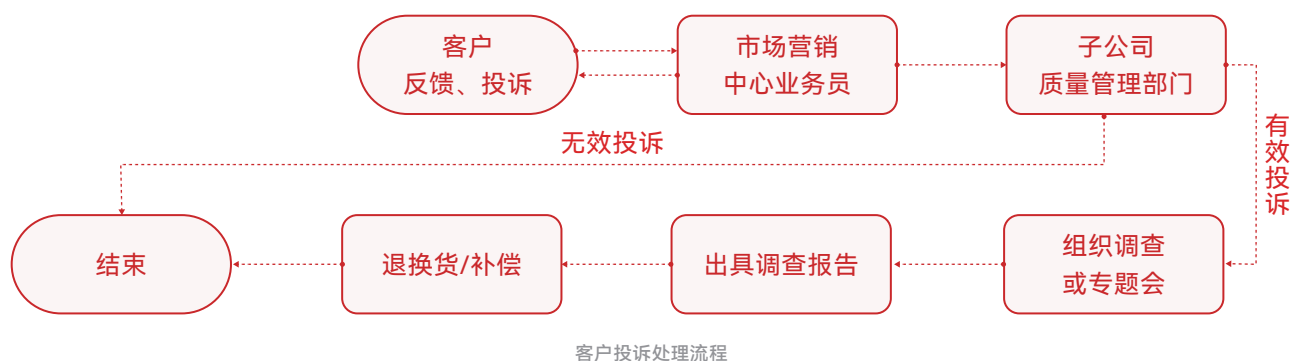 客户
反馈、投诉
市场营销
中心业务员
子公司
质量管理部门
无效投诉
有效投诉
结束
退换货/补偿
出具调查报告
组织调查
或专题会
客户投诉处理流程